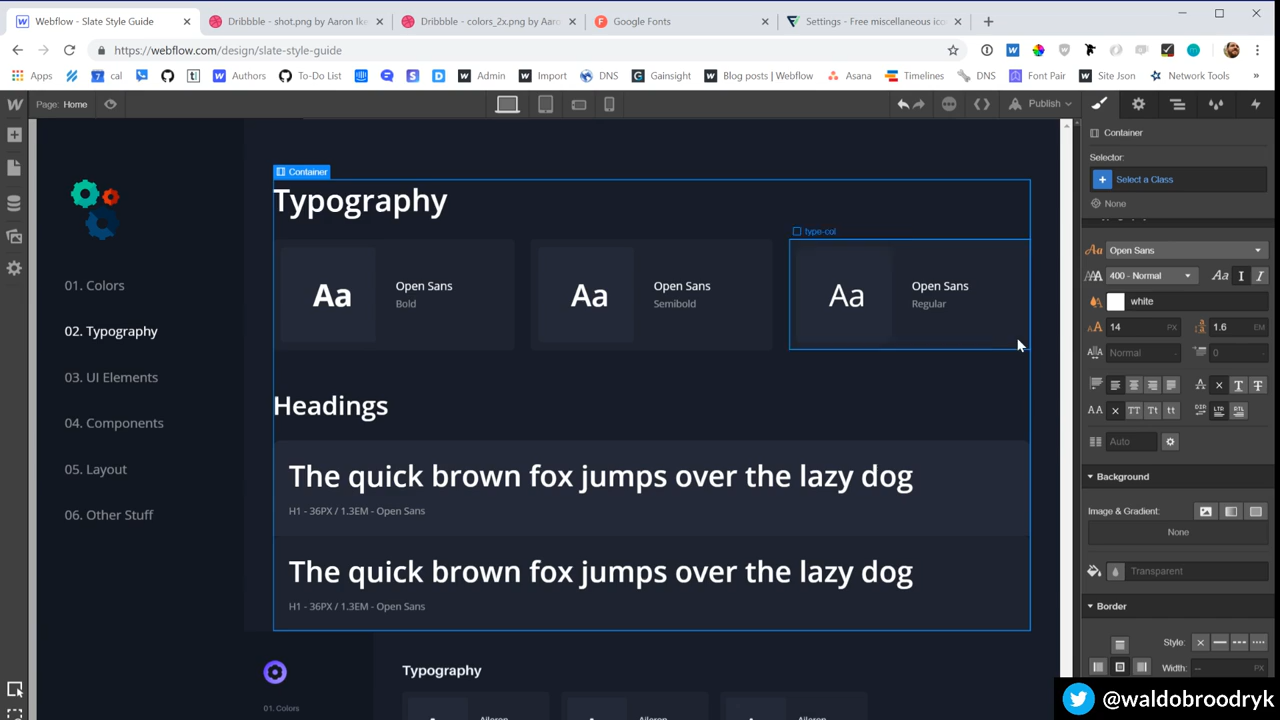 Webflow - Slate Style Guide
Dribbble - shot.png by Aaron Ike
Dribbble - colors_2x.png by Aaro
Google Fonts
Settings - Free miscellaneous ico
https://webflow.com/design/slate-style-guide
Apps
cal
Authors
To-Do List
DNS
Admin
Import
DNS
Gainsight
Blog posts | Webflow
Asana
Timelines
DNS
Font Pair
Site Json
Network Tools
»
Page: Home
Publish
Container
Selector:
Select a Class
None
Container
Typography
type-col
Aa
Open Sans
Bold
Aa
Open Sans
Semibold
Aa
Open Sans
Regular
01. Colors
02. Typography
03. UI Elements
04. Components
05. Layout
06. Other Stuff
Headings
The quick brown fox jumps over the lazy dog
H1 - 36PX / 1.3EM - Open Sans
The quick brown fox jumps over the lazy dog
H1 - 36PX / 1.3EM - Open Sans
Typography
01. Colors
Open Sans
400 - Normal
white
14 PX
1.6 EM
Normal
0 EM
Auto
Background
Image & Gradient:
None
Transparent
Border
Style:
Width: -- PX
@waldobroodryk